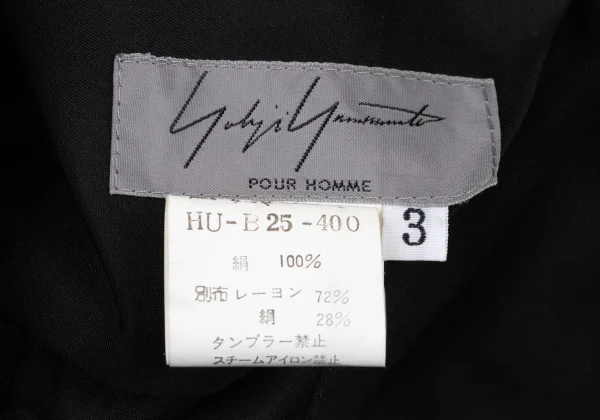 Yohji Yamamoto
POUR HOMME
HU-B25-400
3
絹 100%
別布レーヨン 72%
絹 28%
タンブラー禁止
スチームアイロン禁止